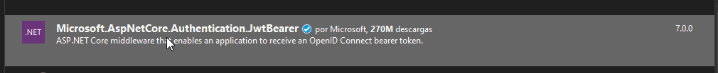 .NET
Microsoft.AspNetCore.Authentication.JwtBearer por Microsoft, 270M descargas 7.0.0
ASP.NET Core middleware that enables an application to receive an OpenID Connect bearer token.